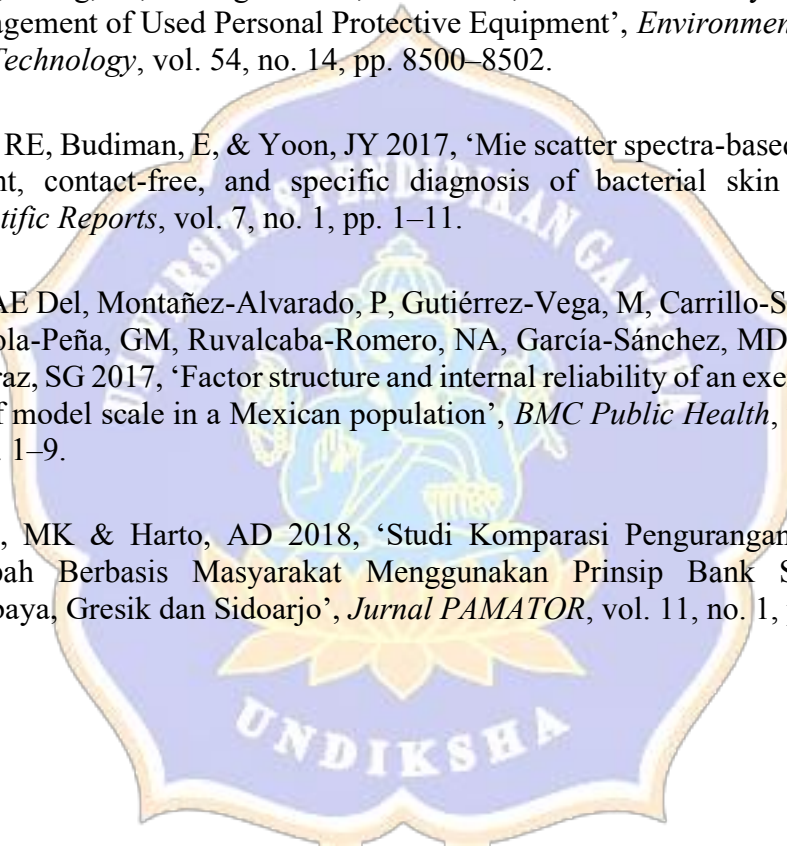 agement of Used Personal Protective Equipment’, Environmen
Technology, vol. 54, no. 14, pp. 8500–8502.
RE, Budiman, E, & Yoon, JY 2017, ‘Mie scatter spectra-based
nt, contact-free, and specific diagnosis of bacterial skin
tific Reports, vol. 7, no. 1, pp. 1–11.
AE Del, Montañez-Alvarado, P, Gutiérrez-Vega, M, Carrillo-S
ola-Peña, GM, Ruvalcaba-Romero, NA, García-Sánchez, MD
raz, SG 2017, ‘Factor structure and internal reliability of an exe
f model scale in a Mexican population’, BMC Public Health,
1–9.
, MK & Harto, AD 2018, ‘Studi Komparasi Pengurangan
pah Berbasis Masyarakat Menggunakan Prinsip Bank S
baya, Gresik dan Sidoarjo’, Jurnal PAMATOR, vol. 11, no. 1,
UNIVERSITAS PENDIDIKAN GANESHA
UNDIKSHA